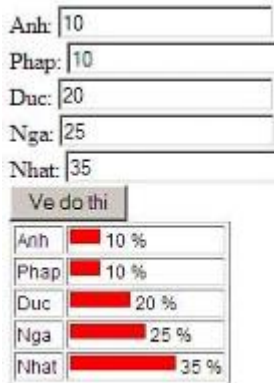 Anh: 10
Phap: 10
Duc: 20
Nga: 25
Nhat: 35
Ve do thi
Anh 10 %
Phap 10 %
Duc 20 %
Nga 25 %
Nhat 35 %